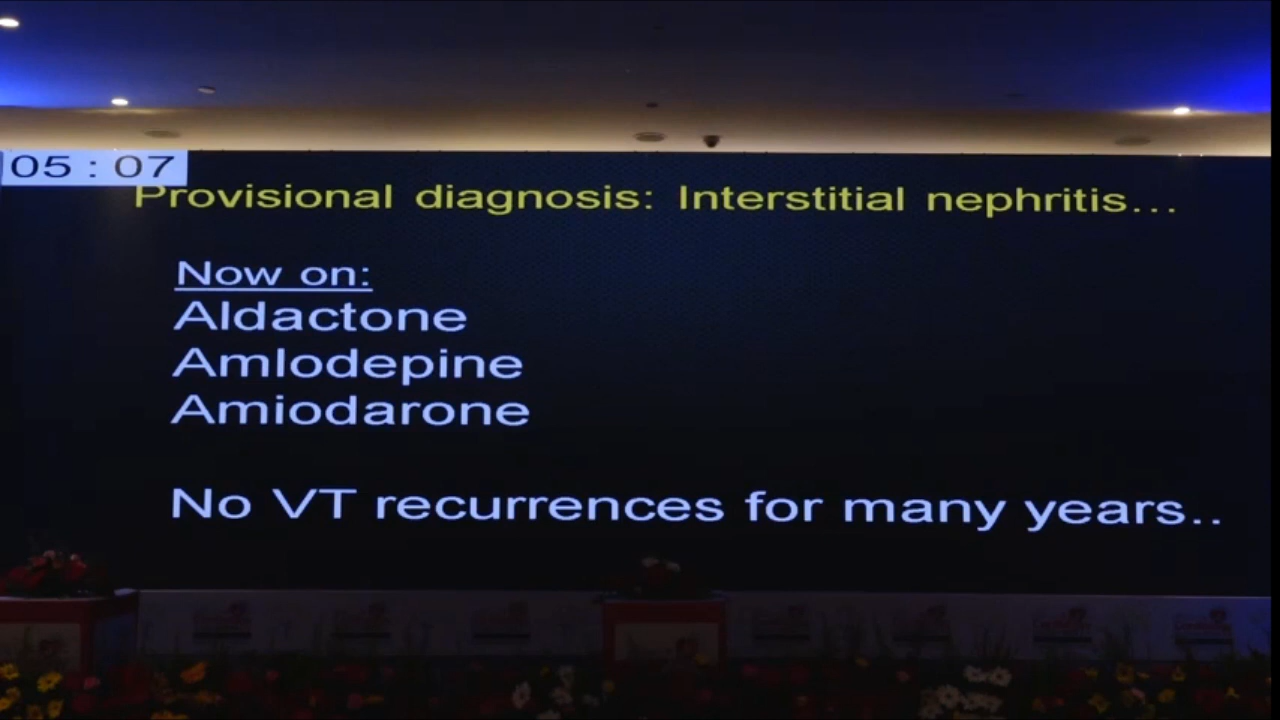 05 : 07
Provisional diagnosis: Interstitial nephritis...
Now on:
Aldactone
Amlodepine
Amiodarone
No VT recurrences for many years..